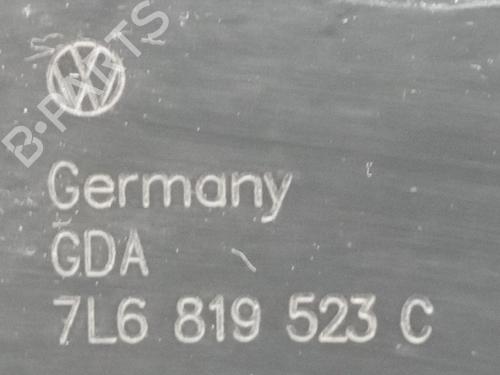 B-PARTS
Germany
GDA
7L6 819 523 C